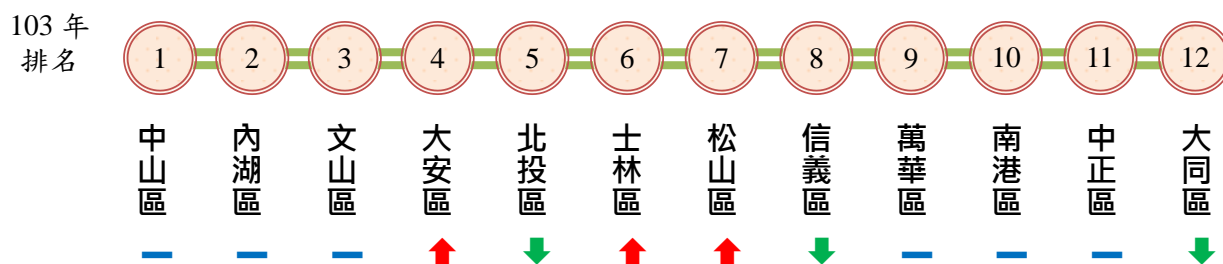 103 年
排名
1 2 3 4 5 6 7 8 9 10 11 12
中山區
內湖區
文山區
大安區
北投區
士林區
松山區
信義區
萬華區
南港區
中正區
大同區